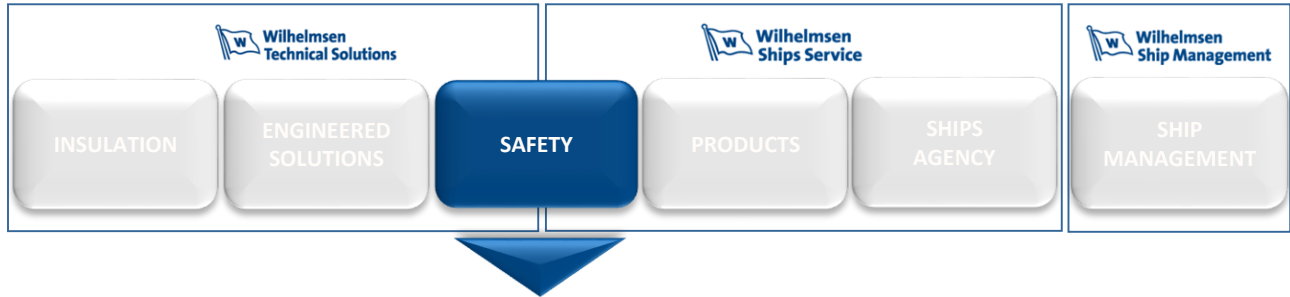 Wilhelmsen
Technical Solutions
Wilhelmsen
Ships Service
Wilhelmsen
Ship Management
INSULATION
ENGINEERED
SOLUTIONS
SAFETY
PRODUCTS
SHIPS
AGENCY
SHIP
MANAGEMENT